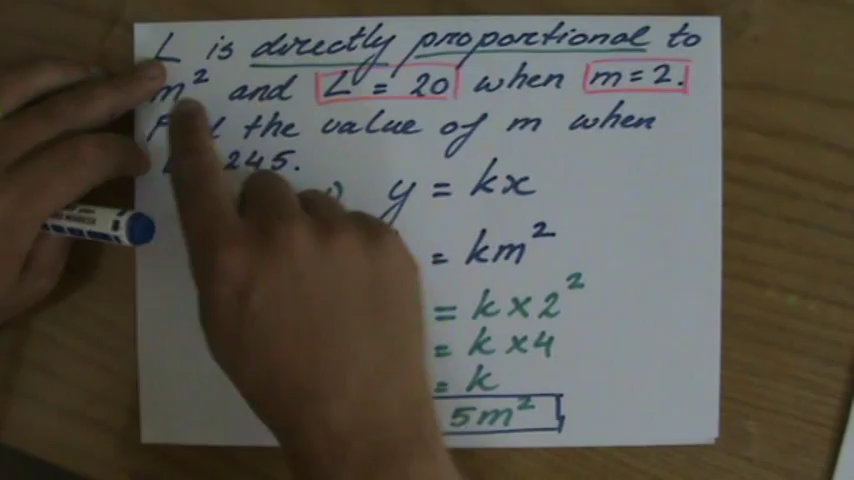 L is directly proportional to
m² and L = 20 when m = 2.
the value of m when
245.
y = kx
= km²
= k × 2²
= k × 4
= k
5m²